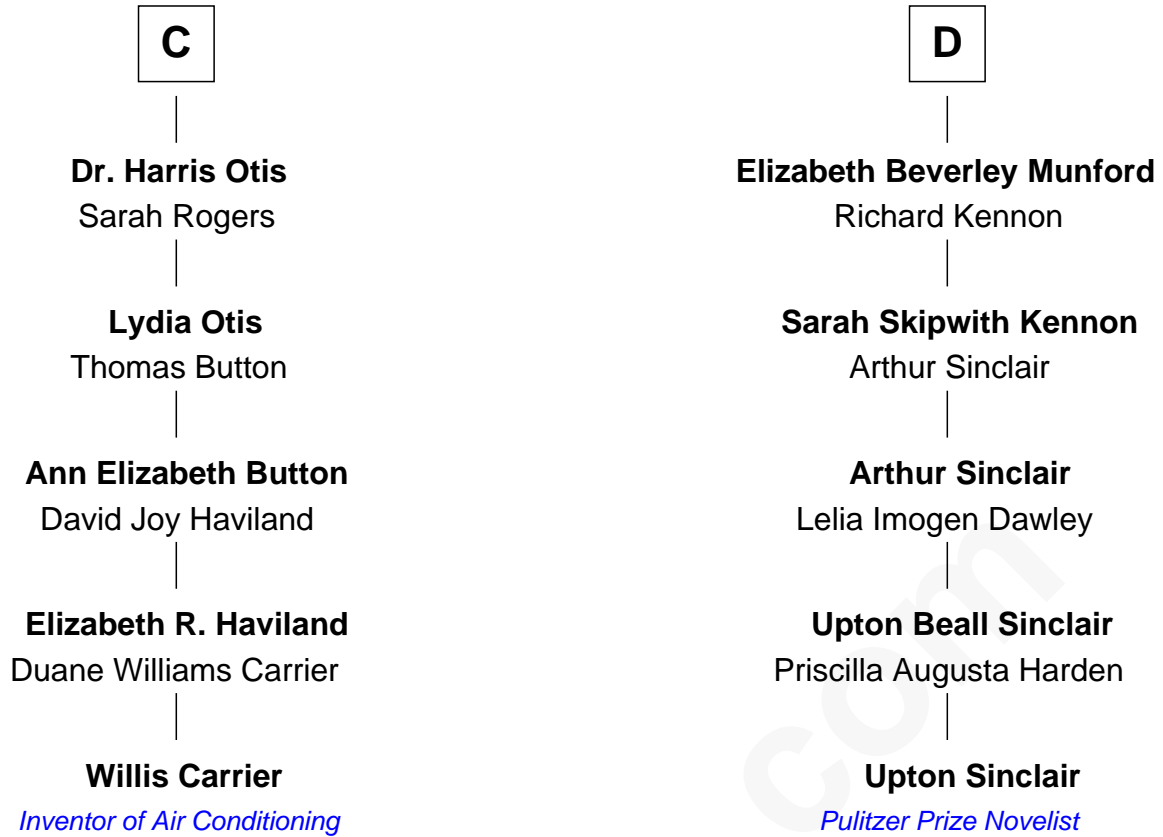 C
Dr. Harris Otis
Sarah Rogers
Lydia Otis
Thomas Button
Ann Elizabeth Button
David Joy Haviland
Elizabeth R. Haviland
Duane Williams Carrier
Willis Carrier
Inventor of Air Conditioning
D
Elizabeth Beverley Munford
Richard Kennon
Sarah Skipwith Kennon
Arthur Sinclair
Arthur Sinclair
Lelia Imogen Dawley
Upton Beall Sinclair
Priscilla Augusta Harden
Upton Sinclair
Pulitzer Prize Novelist
com